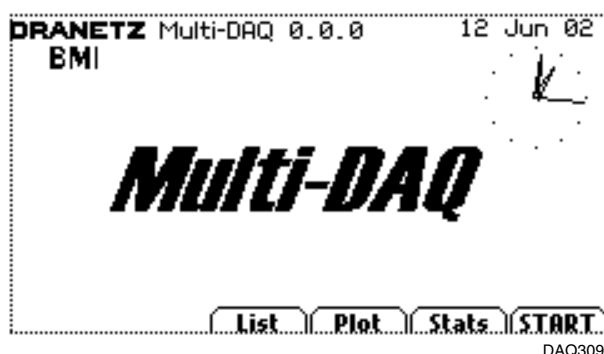 DRANETZ Multi-DAQ 0.0.0 12 Jun 02
BMI
Multi-DAQ
List Plot Stats START
DAQ309